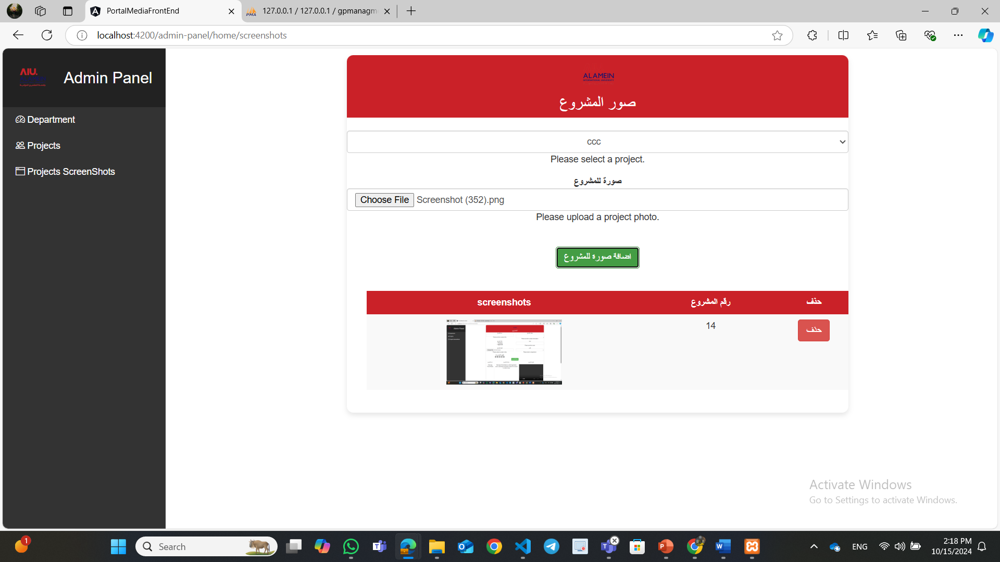 PortalMediaFrontEnd
127.0.0.1 / 127.0.0.1 / gpmanagm
localhost:4200/admin-panel/home/screenshots
AIU.
Admin Panel
Department
Projects
Projects ScreenShots
ALAMEIN
INTERNATIONAL UNIVERSITY
صور المشروع
ccc
Please select a project.
صورة للمشروع
Choose File Screenshot (352).png
Please upload a project photo.
اضافة صورة للمشروع
screenshots رقم المشروع حذف
14 حذف
Activate Windows
Go to Settings to activate Windows.
1
Search
ENG
2:18 PM
10/15/2024